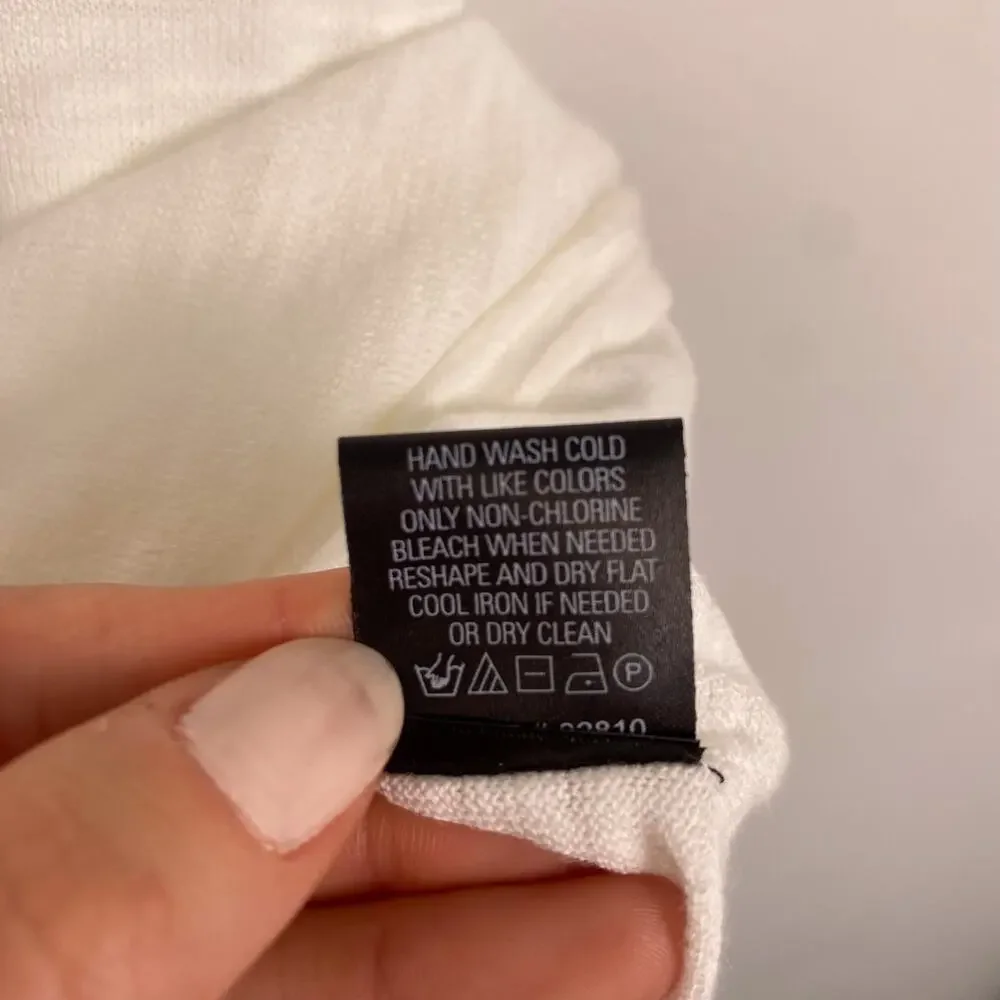 HAND WASH COLD
WITH LIKE COLORS
ONLY NON-CHLORINE
BLEACH WHEN NEEDED
RESHAPE AND DRY FLAT
COOL IRON IF NEEDED
OR DRY CLEAN
P